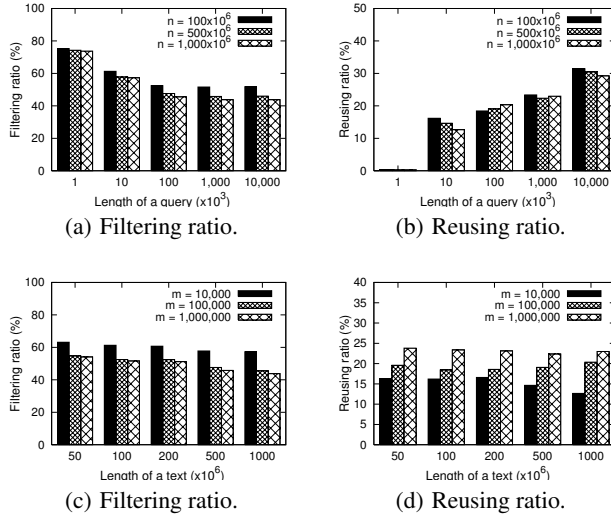 100
80
60
40
20
0
Filtering ratio (%)
n = 100x10^6
n = 500x10^6
n = 1,000x10^6
1 10 100 1,000 10,000
Length of a query (x10^3)
(a) Filtering ratio.
50
40
30
20
10
0
Reusing ratio (%)
n = 100x10^6
n = 500x10^6
n = 1,000x10^6
1 10 100 1,000 10,000
Length of a query (x10^3)
(b) Reusing ratio.
100
80
60
40
20
0
Filtering ratio (%)
m = 10,000
m = 100,000
m = 1,000,000
50 100 200 500 1000
Length of a text (x10^6)
(c) Filtering ratio.
40
35
30
25
20
15
10
5
0
Reusing ratio (%)
m = 10,000
m = 100,000
m = 1,000,000
50 100 200 500 1000
Length of a text (x10^6)
(d) Reusing ratio.